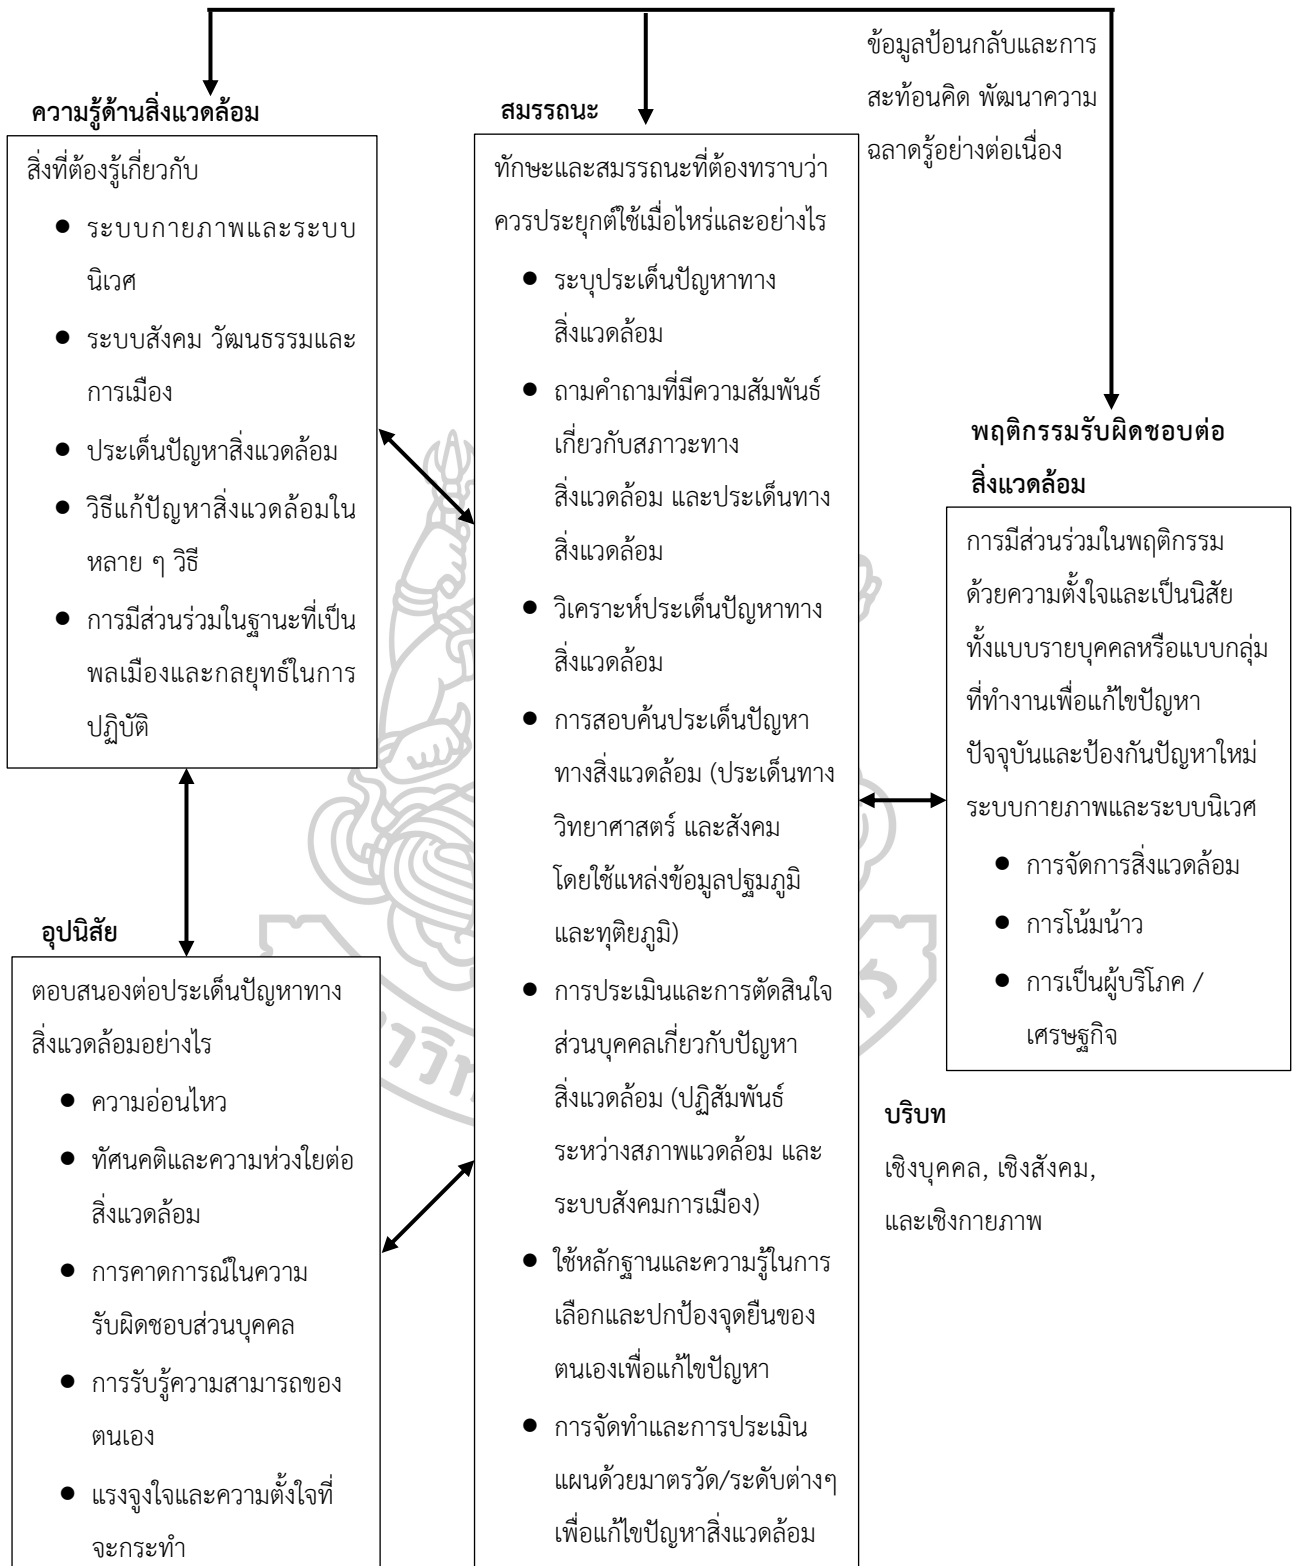 ข้อมูลป้อนกลับและการ
สะท้อนคิด พัฒนาความ
ฉลาดรู้อย่างต่อเนื่อง
ความรู้ด้านสิ่งแวดล้อม
สิ่งที่ต้องรู้เกี่ยวกับ
● ระบบกายภาพและระบบ
นิเวศ
● ระบบสังคม วัฒนธรรมและ
การเมือง
● ประเด็นปัญหาสิ่งแวดล้อม
● วิธีแก้ปัญหาสิ่งแวดล้อมใน
หลาย ๆ วิธี
● การมีส่วนร่วมในฐานะที่เป็น
พลเมืองและกลยุทธ์ในการ
ปฏิบัติ
อุปนิสัย
ตอบสนองต่อประเด็นปัญหาทาง
สิ่งแวดล้อมอย่างไร
● ความอ่อนไหว
● ทัศนคติและความห่วงใยต่อ
สิ่งแวดล้อม
● การคาดการณ์ในความ
รับผิดชอบส่วนบุคคล
● การรับรู้ความสามารถของ
ตนเอง
● แรงจูงใจและความตั้งใจที่
จะกระทำ
สมรรถนะ
ทักษะและสมรรถนะที่ต้องทราบว่า
ควรประยุกต์ใช้เมื่อไหร่และอย่างไร
● ระบุประเด็นปัญหาทาง
สิ่งแวดล้อม
● ถามคำถามที่มีความสัมพันธ์
เกี่ยวกับสภาวะทาง
สิ่งแวดล้อม และประเด็นทาง
สิ่งแวดล้อม
● วิเคราะห์ประเด็นปัญหาทาง
สิ่งแวดล้อม
● การสอบค้นประเด็นปัญหา
ทางสิ่งแวดล้อม (ประเด็นทาง
วิทยาศาสตร์ และสังคม
โดยใช้แหล่งข้อมูลปฐมภูมิ
และทุติยภูมิ)
● การประเมินและการตัดสินใจ
ส่วนบุคคลเกี่ยวกับปัญหา
สิ่งแวดล้อม (ปฏิสัมพันธ์
ระหว่างสภาพแวดล้อม และ
ระบบสังคมการเมือง)
● ใช้หลักฐานและความรู้ในการ
เลือกและปกป้องจุดยืนของ
ตนเองเพื่อแก้ไขปัญหา
● การจัดทำและการประเมิน
แผนด้วยมาตรวัด/ระดับต่างๆ
เพื่อแก้ไขปัญหาสิ่งแวดล้อม
พฤติกรรมรับผิดชอบต่อ
สิ่งแวดล้อม
การมีส่วนร่วมในพฤติกรรม
ด้วยความตั้งใจและเป็นนิสัย
ทั้งแบบรายบุคคลหรือแบบกลุ่ม
ที่ทำงานเพื่อแก้ไขปัญหา
ปัจจุบันและป้องกันปัญหาใหม่
ระบบกายภาพและระบบนิเวศ
● การจัดการสิ่งแวดล้อม
● การโน้มน้าว
● การเป็นผู้บริโภค /
เศรษฐกิจ
บริบท
เชิงบุคคล, เชิงสังคม,
และเชิงกายภาพ